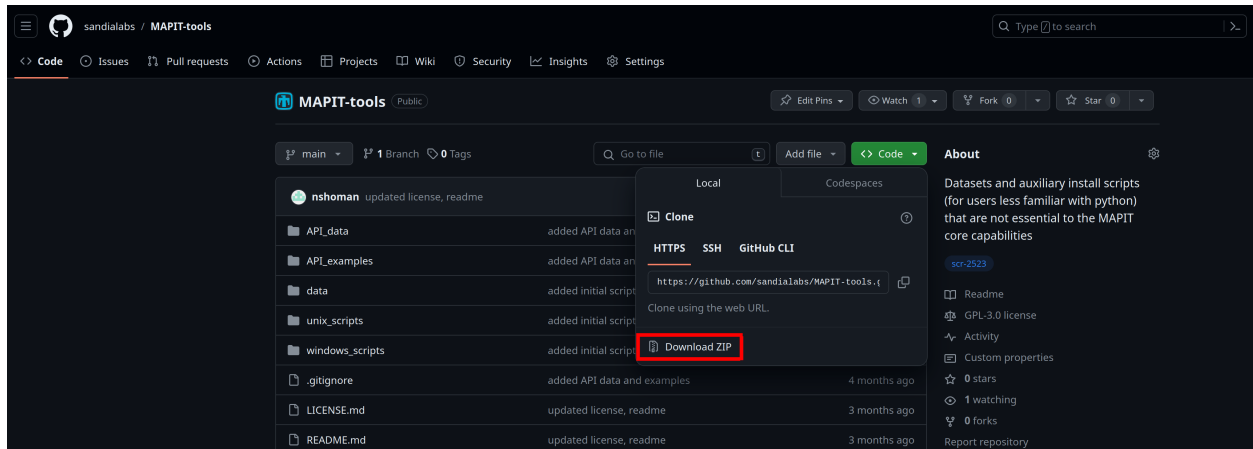 sandialabs / MAPIT-tools
Type / to search
Code Issues Pull requests Actions Projects Wiki Security Insights Settings
MAPIT-tools Public
Edit Pins Watch 1 Fork 0 Star 0
main 1 Branch 0 Tags
Go to file t Add file Code
About
Local Codespaces
Datasets and auxiliary install scripts
(for users less familiar with python)
that are not essential to the MAPIT
core capabilities
scr-2523
Readme
GPL-3.0 license
Activity
Custom properties
0 stars
1 watching
0 forks
Report repository
Clone
HTTPS SSH GitHub CLI
https://github.com/sandialabs/MAPIT-tools.g
Clone using the web URL.
Download ZIP
nshoman updated license, readme
API_data added API data an
API_examples added API data an
data added initial script
unix_scripts added initial script
windows_scripts added initial script
.gitignore added API data and examples 4 months ago
LICENSE.md updated license, readme 3 months ago
README.md updated license, readme 3 months ago